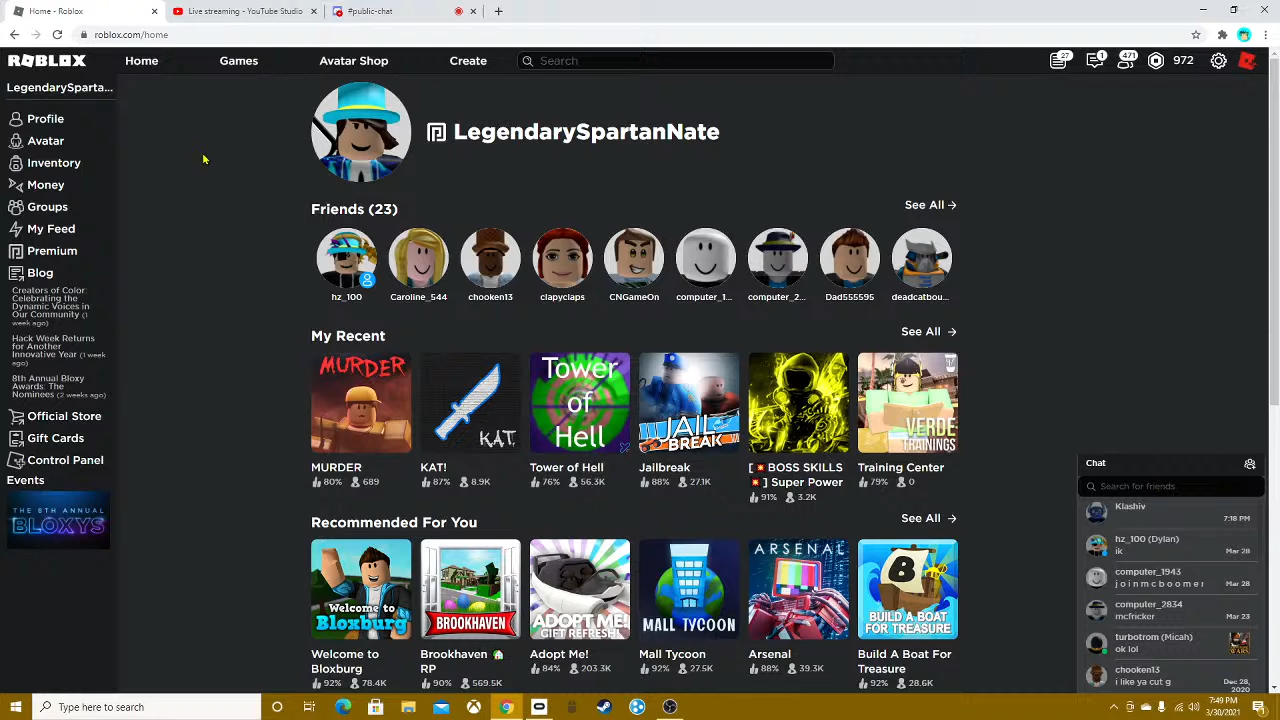 Home - Roblox
Live streaming - YouTube Studio
#public-chat
roblox.com/home
ROBLOX
Home
Games
Avatar Shop
Create
Search
27
1
471
972
LegendarySparta...
Profile
Avatar
Inventory
Money
Groups
My Feed
Premium
Blog
Creators of Color:
Celebrating the
Dynamic Voices in
Our Community (1
week ago)
Hack Week Returns
for Another
Innovative Year (1 week
ago)
8th Annual Bloxy
Awards: The
Nominees (2 weeks ago)
Official Store
Gift Cards
Control Panel
Events
THE 8TH ANNUAL
BLOXYS
LegendarySpartanNate
Friends (23)
See All
hz_100
Caroline_544
chooken13
clapyclaps
CNGameOn
computer_1...
computer_2...
Dad555595
deadcatbou...
My Recent
See All
MURDER
KAT
Tower
of
Hell
JAIL
BREAK
VERDE
TRAININGS
MURDER
80% 689
KAT!
87% 8.9K
Tower of Hell
76% 56.3K
Jailbreak
88% 27.1K
[💥 BOSS SKILLS
💥] Super Power
91% 3.2K
Training Center
79% 0
Recommended For You
See All
Welcome to
Bloxburg
BROOKHAVEN
ADOPT ME!
GIFT REFRESH!
MALL TYCOON
ARSENAL
B
BUILD A BOAT
FOR TREASURE
Welcome to
Bloxburg
92% 78.4K
Brookhaven 🏠
RP
90% 569.5K
Adopt Me!
84% 203.3K
Mall Tycoon
92% 27.5K
Arsenal
88% 39.3K
Build A Boat For
Treasure
92% 28.6K
Chat
Search for friends
Klashiv
7:18 PM
hz_100 (Dylan)
ik
Mar 28
computer_1943
j o i n m c b o o m e r
Mar 28
computer_2834
mcfricker
Mar 23
turbotrom (Micah)
ok lol
chooken13
i like ya cut g
Dec 28,
2020
Type here to search
7:49 PM
3/30/2021
1